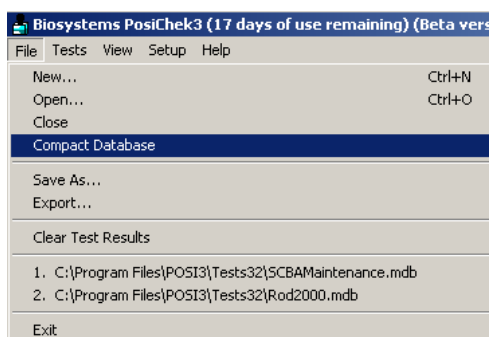 Biosystems PosiChek3 (17 days of use remaining) (Beta vers
File Tests View Setup Help
New... Ctrl+N
Open... Ctrl+O
Close
Compact Database
Save As...
Export...
Clear Test Results
1. C:\Program Files\POSI3\Tests32\SCBAMaintenance.mdb
2. C:\Program Files\POSI3\Tests32\Rod2000.mdb
Exit